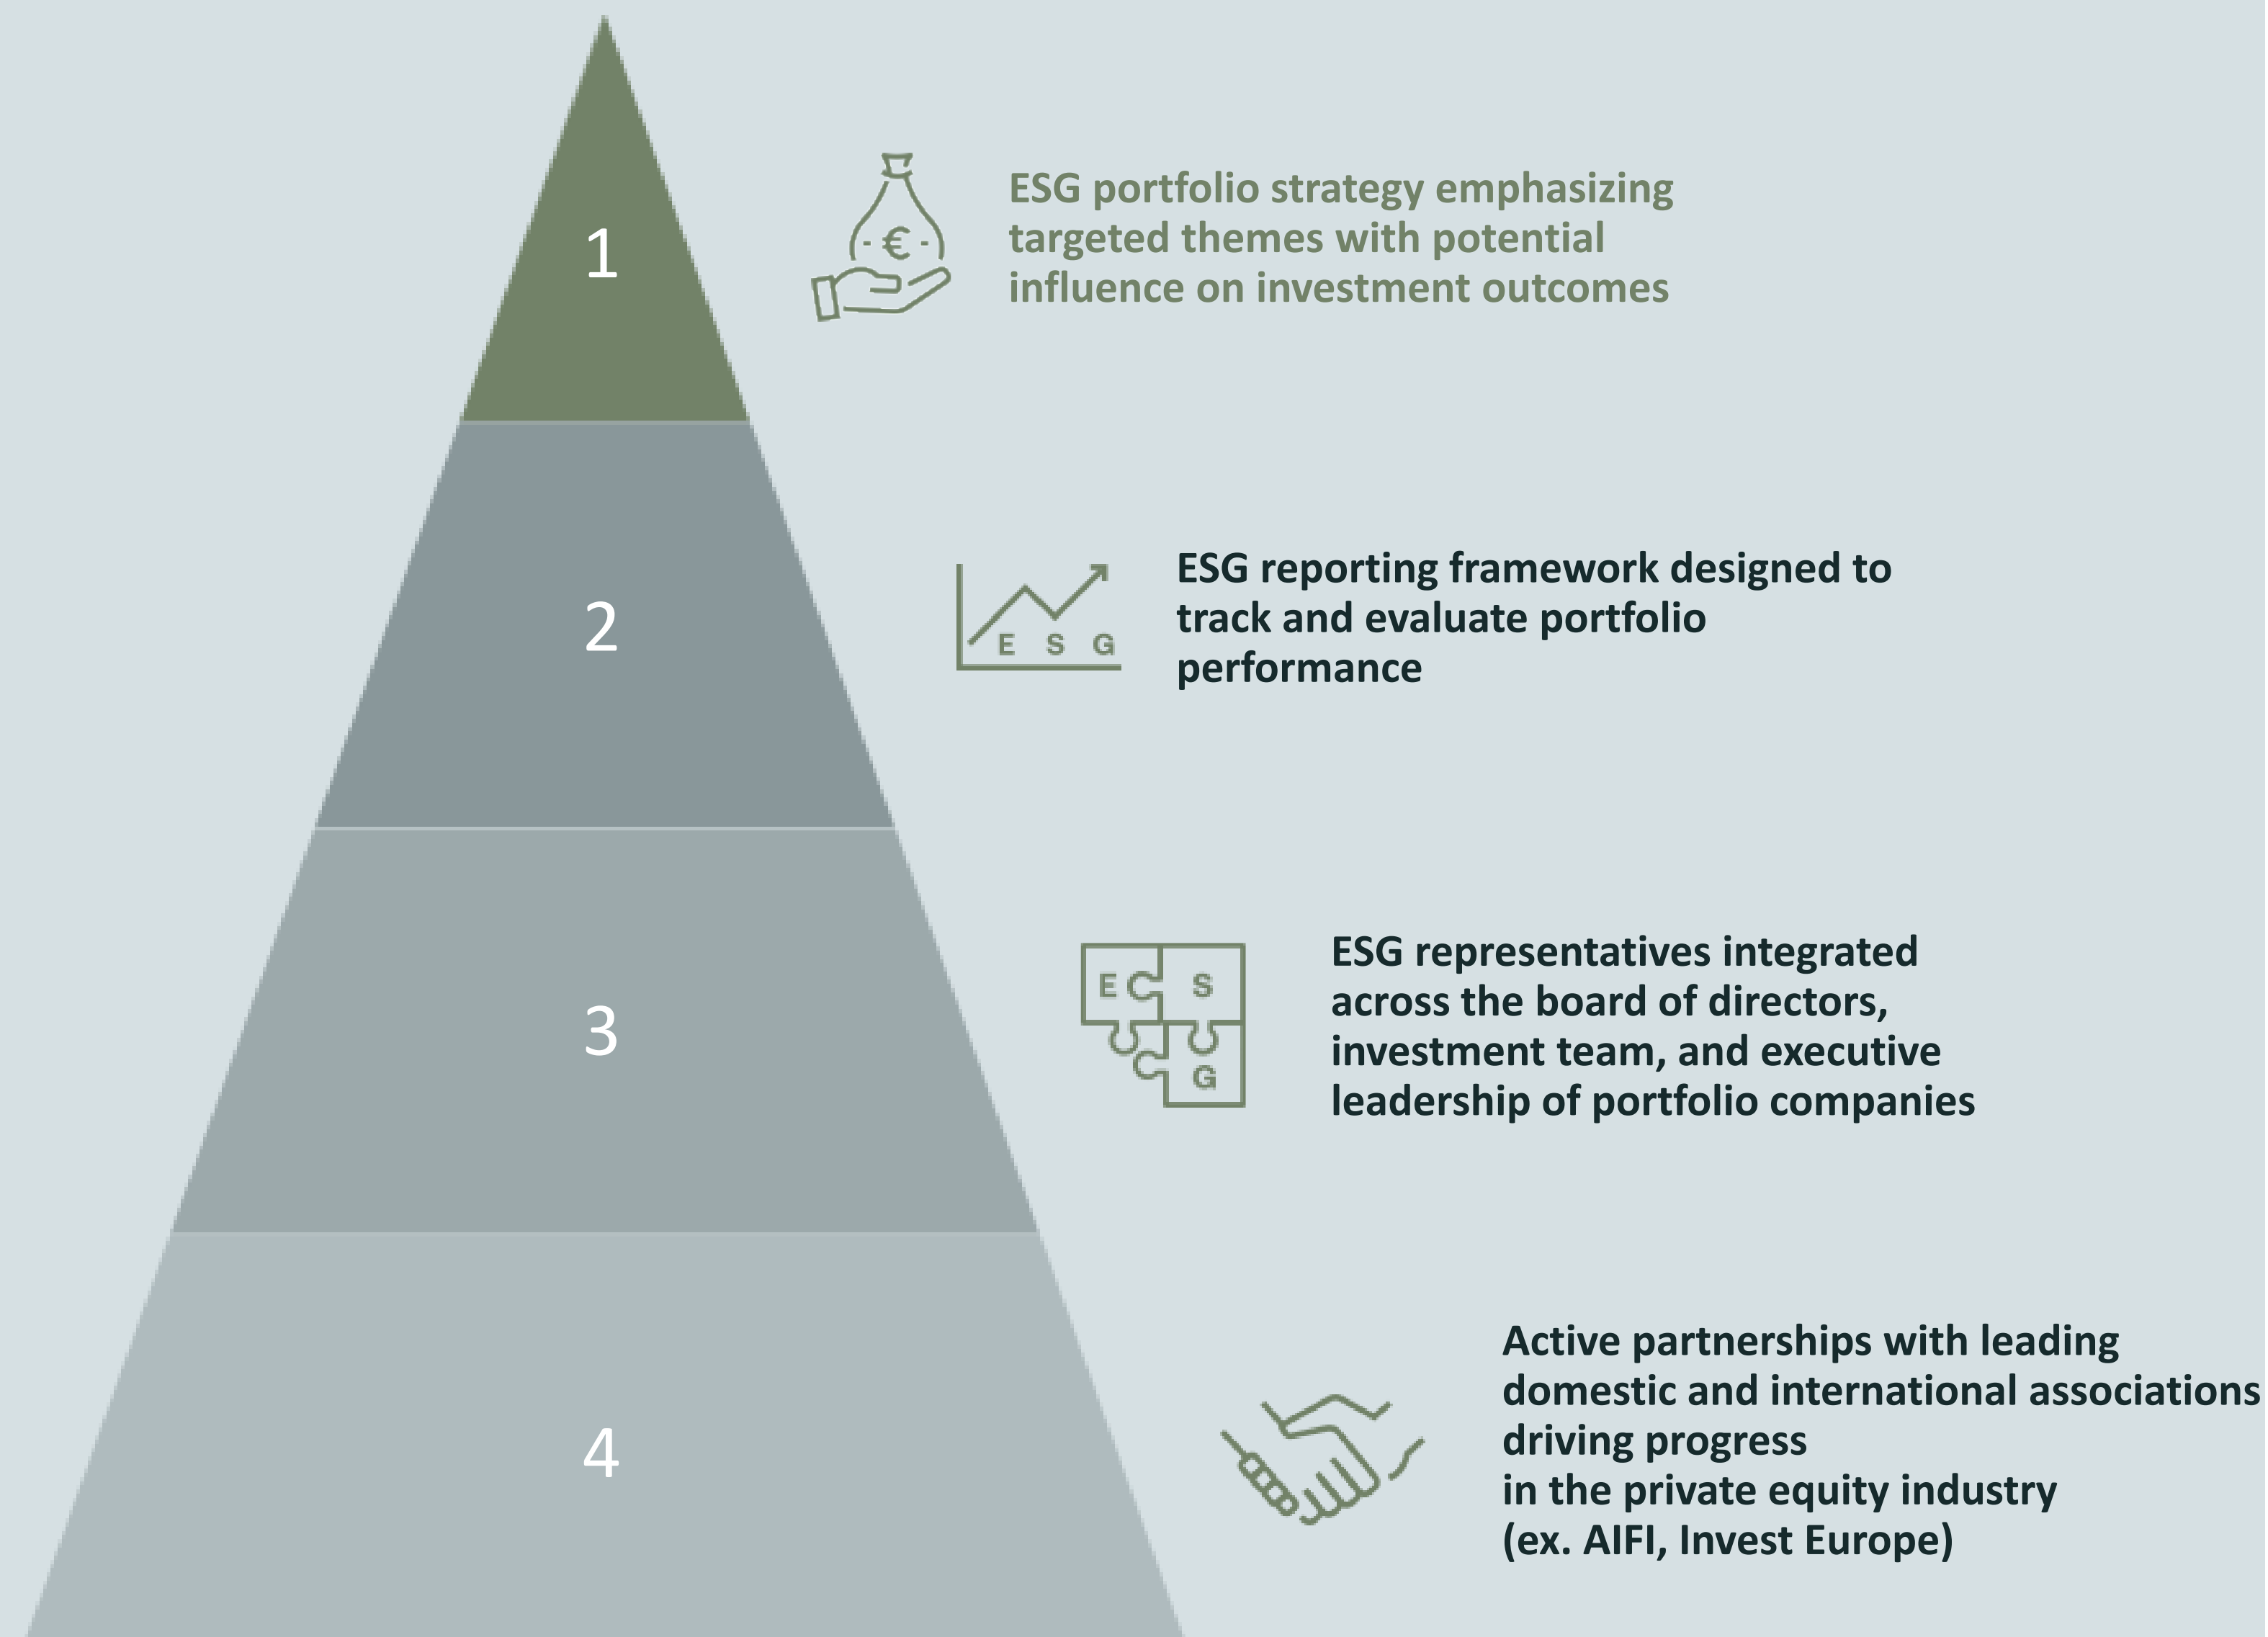 1
€
ESG portfolio strategy emphasizing
targeted themes with potential
influence on investment outcomes
2
E S G
ESG reporting framework designed to
track and evaluate portfolio
performance
3
E S
G
ESG representatives integrated
across the board of directors,
investment team, and executive
leadership of portfolio companies
4
Active partnerships with leading
domestic and international associations
driving progress
in the private equity industry
(ex. AIFI, Invest Europe)